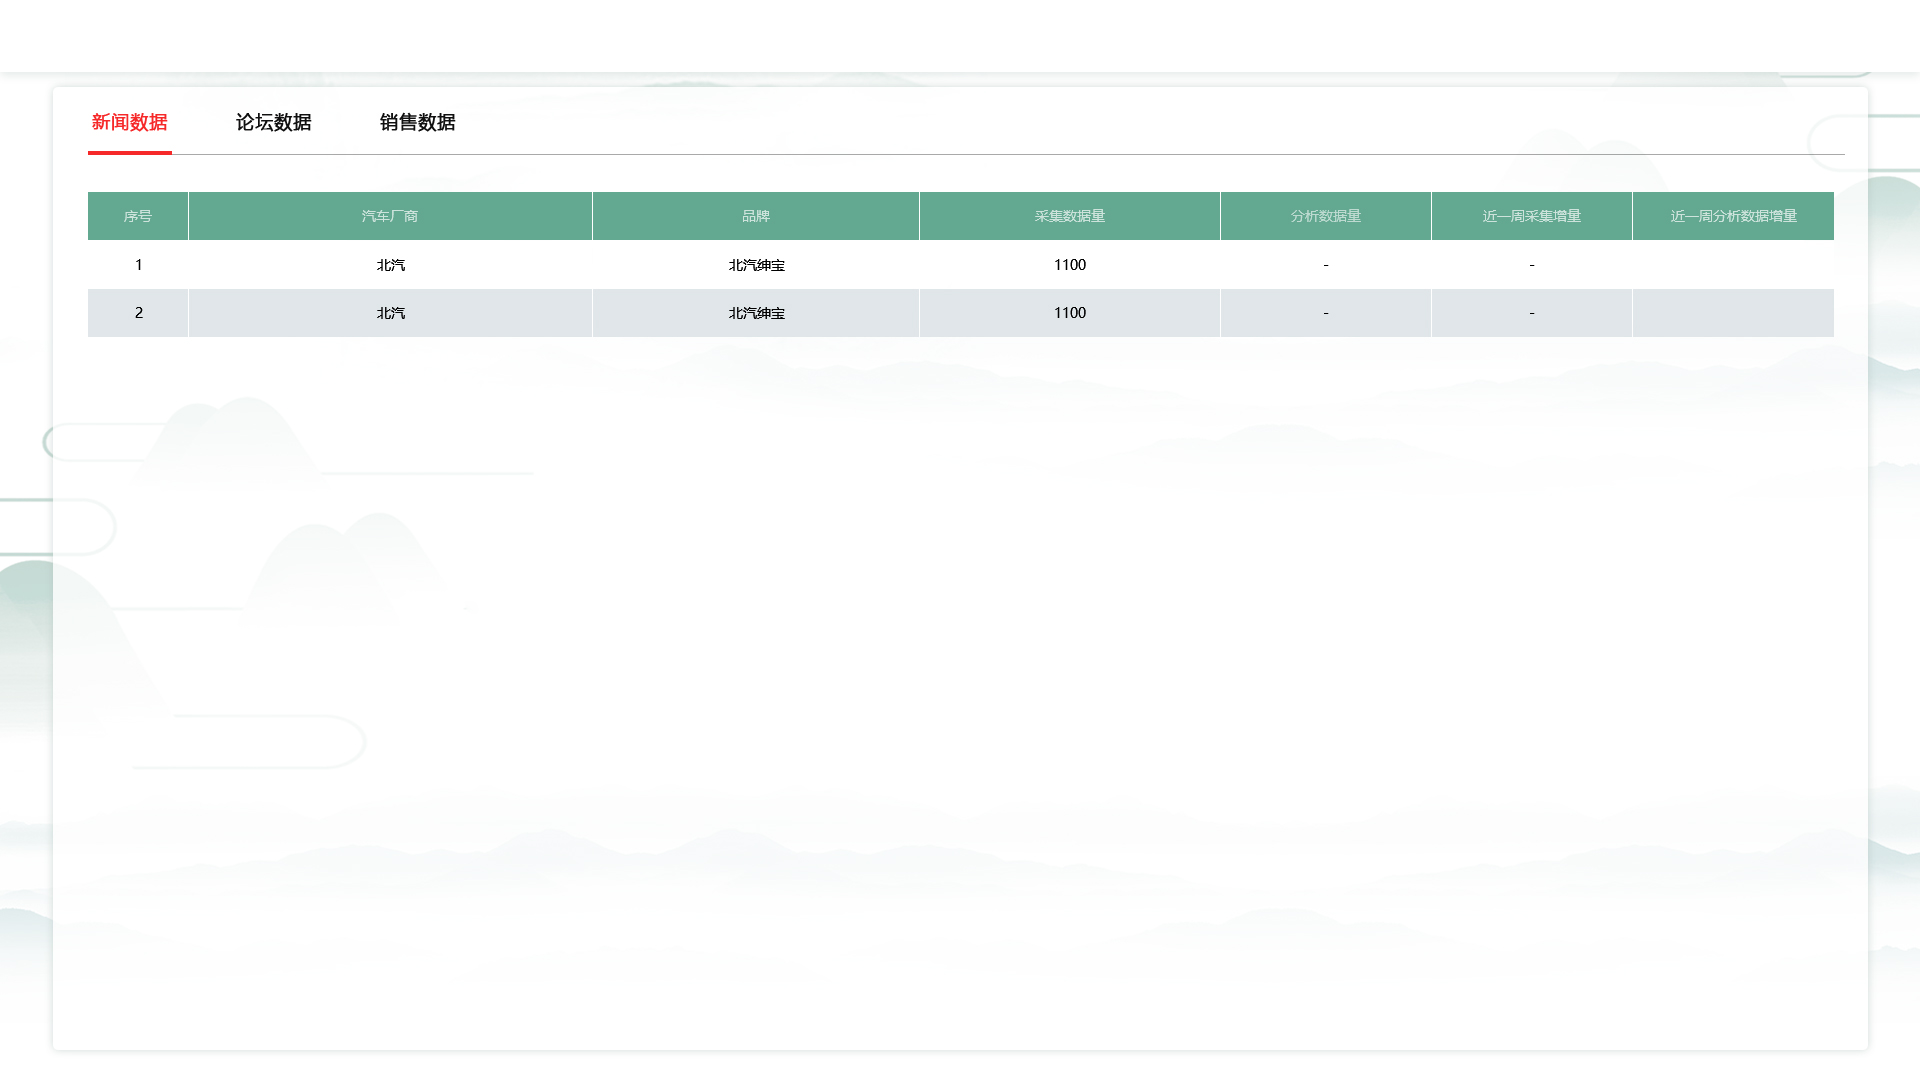 新闻数据 论坛数据 销售数据
序号 汽车厂商 品牌 采集数据量 分析数据量 近一周采集增量 近一周分析数据增量
1 北汽 北汽绅宝 1100 - -
2 北汽 北汽绅宝 1100 - -